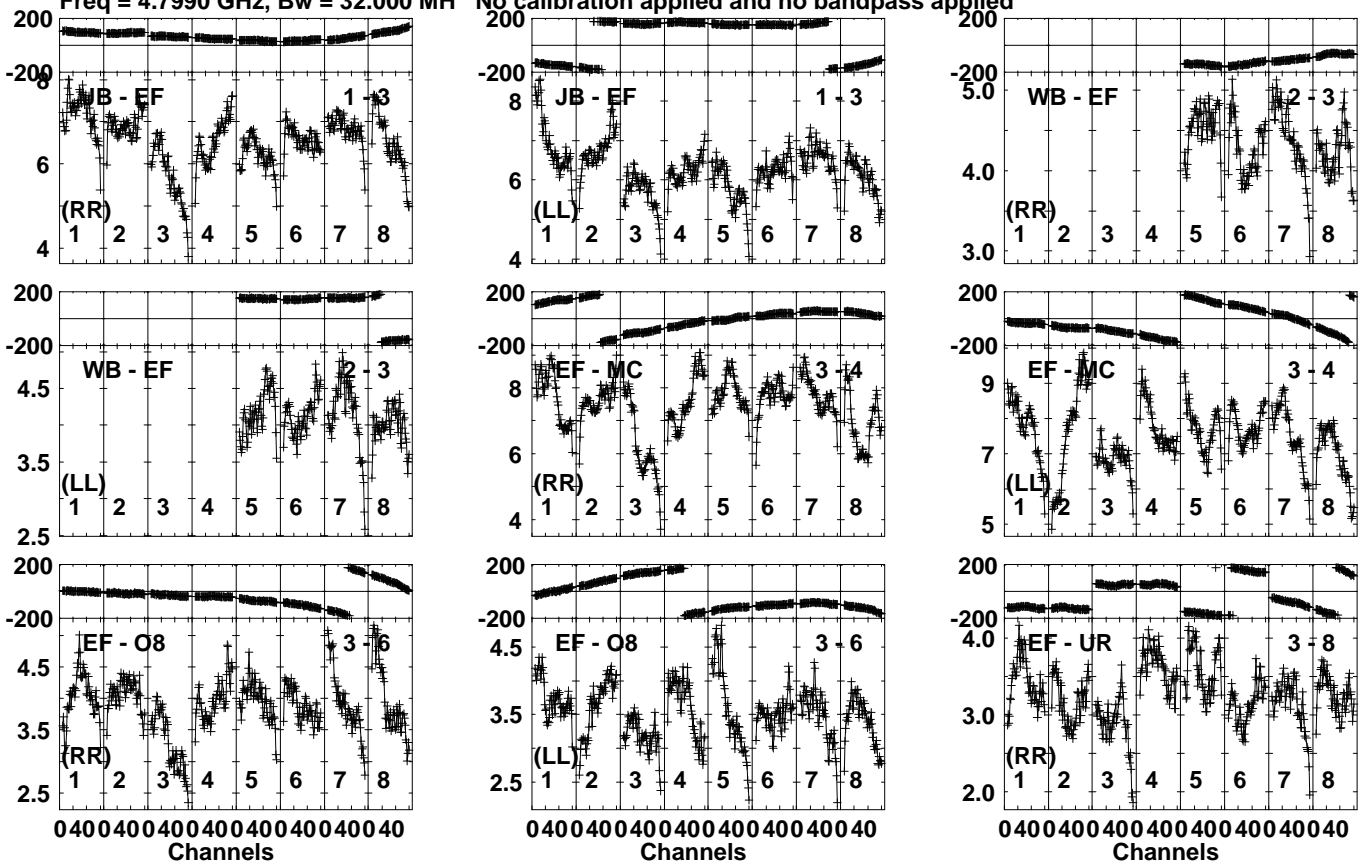 Freq = 4.7990 GHz, Bw = 32.000 MH No calibration applied and no bandpass applied
200
-200
8
6
4
JB - EF 1 - 3
(RR)
1 2 3 4 5 6 7 8
200
-200
8
6
4
JB - EF 1 - 3
(LL)
1 2 3 4 5 6 7 8
200
-200
5.0
4.0
3.0
WB - EF 2 - 3
(RR)
1 2 3 4 5 6 7 8
200
-200
4.5
3.5
2.5
WB - EF 2 - 3
(LL)
1 2 3 4 5 6 7 8
200
-200
8
6
4
EF - MC 3 - 4
(RR)
1 2 3 4 5 6 7 8
200
-200
9
7
5
EF - MC 3 - 4
(LL)
1 2 3 4 5 6 7 8
200
-200
4.5
3.5
2.5
EF - O8 3 - 6
(RR)
1 2 3 4 5 6 7 8
0 40 0 40 0 40 0 40 0 40 0 40 0 40 0 40
Channels
200
-200
4.5
3.5
2.5
EF - O8 3 - 6
(LL)
1 2 3 4 5 6 7 8
0 40 0 40 0 40 0 40 0 40 0 40 0 40 0 40
Channels
200
-200
4.0
3.0
2.0
EF - UR 3 - 8
(RR)
1 2 3 4 5 6 7 8
0 40 0 40 0 40 0 40 0 40 0 40 0 40 0 40
Channels